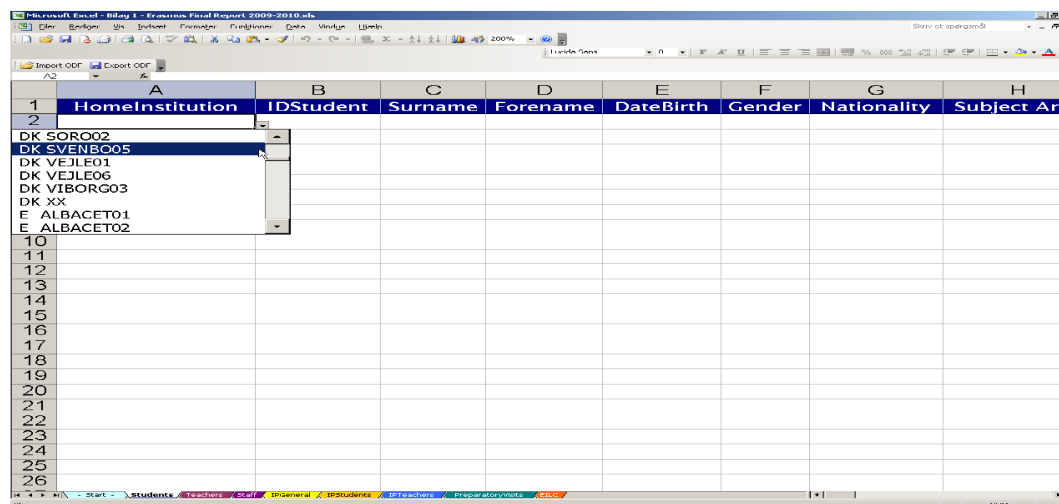 Microsoft Excel - Bilag 1 - Erasmus Final Report 2009-2010.xls
Filer Rediger Vis Indsæt Formater Funktioner Data Vindue Hjælp Skriv et spørgsmål
200%
Lucida Sans
Import ODF Export ODF
A2 fx
A B C D E F G H
1 HomeInstitution IDStudent Surname Forename DateBirth Gender Nationality Subject Ar
2
DK SORO02
DK SVENBO05
DK VEJLE01
DK VEJLE06
DK VIBORG03
DK XX
E ALBACET01
E ALBACET02
10
11
12
13
14
15
16
17
18
19
20
21
22
23
24
25
26
- Start - Students Teachers Staff IPGeneral IPStudents IPTeachers PreparatoryVisits EILC